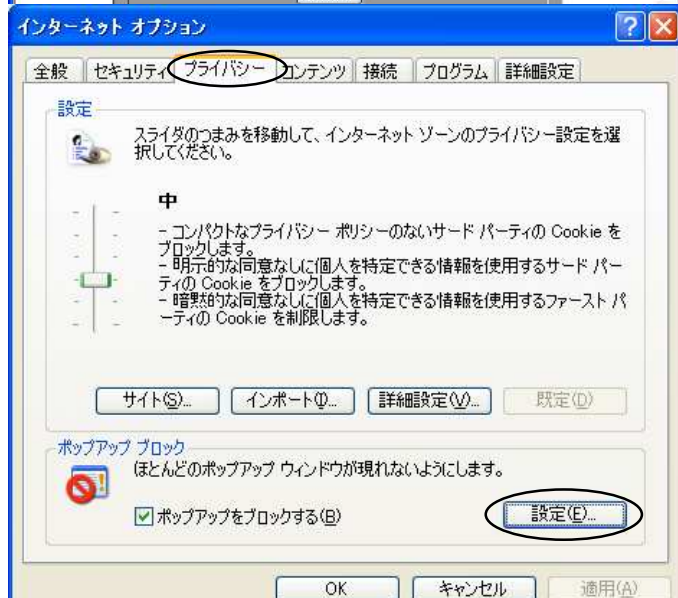 インターネット オプション
全般 セキュリティ プライバシー コンテンツ 接続 プログラム 詳細設定
設定
スライダのつまみを移動して、インターネット ゾーンのプライバシー設定を選
択してください。
中
- コンパクトなプライバシー ポリシーのないサード パーティの Cookie を
ブロックします。
- 明示的な同意なしに個人を特定できる情報を使用するサード パー
ティの Cookie をブロックします。
- 暗黙的な同意なしに個人を特定できる情報を使用するファースト パ
ーティの Cookie を制限します。
サイト(S)... インポート(I)... 詳細設定(V)... 既定(D)
ポップアップ ブロック
ほとんどのポップアップ ウィンドウが現れないようにします。
ポップアップをブロックする(B) 設定(E)...
OK キャンセル 適用(A)